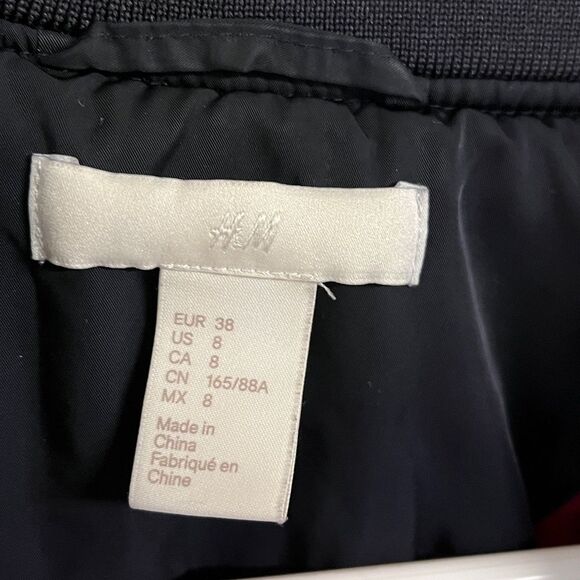 H&M
EUR 38
US 8
CA 8
CN 165/88A
MX 8
Made in
China
Fabriqué en
Chine